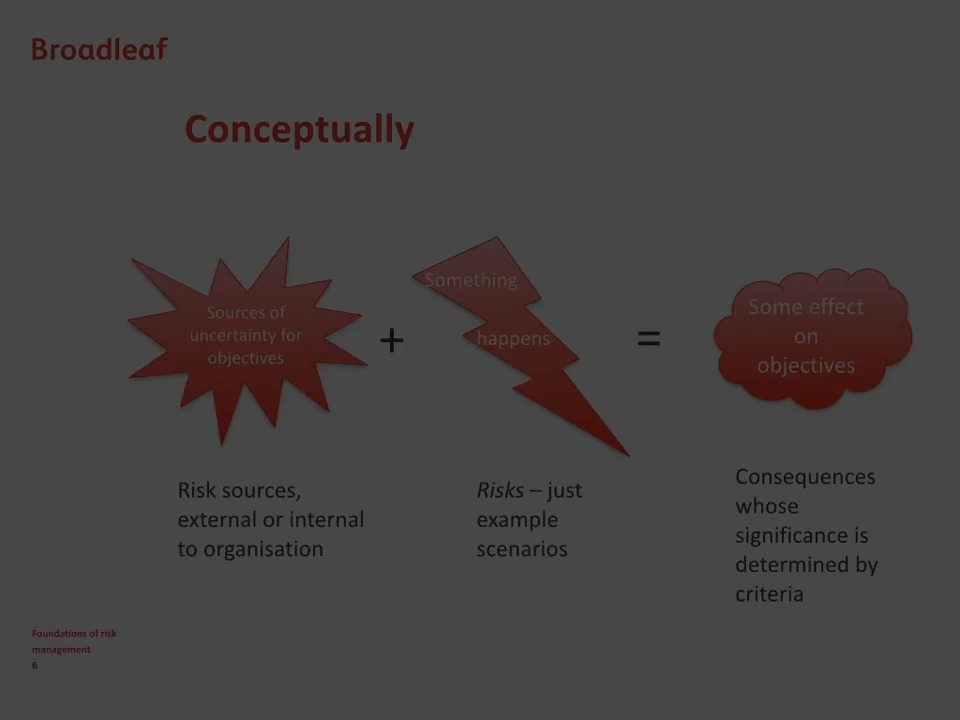 Broadleaf
Conceptually
Sources of
uncertainty for
objectives
+
Something
happens
=
Some effect
on
objectives
Risk sources,
external or internal
to organisation
Risks – just
example
scenarios
Consequences
whose
significance is
determined by
criteria
Foundations of risk
management
6